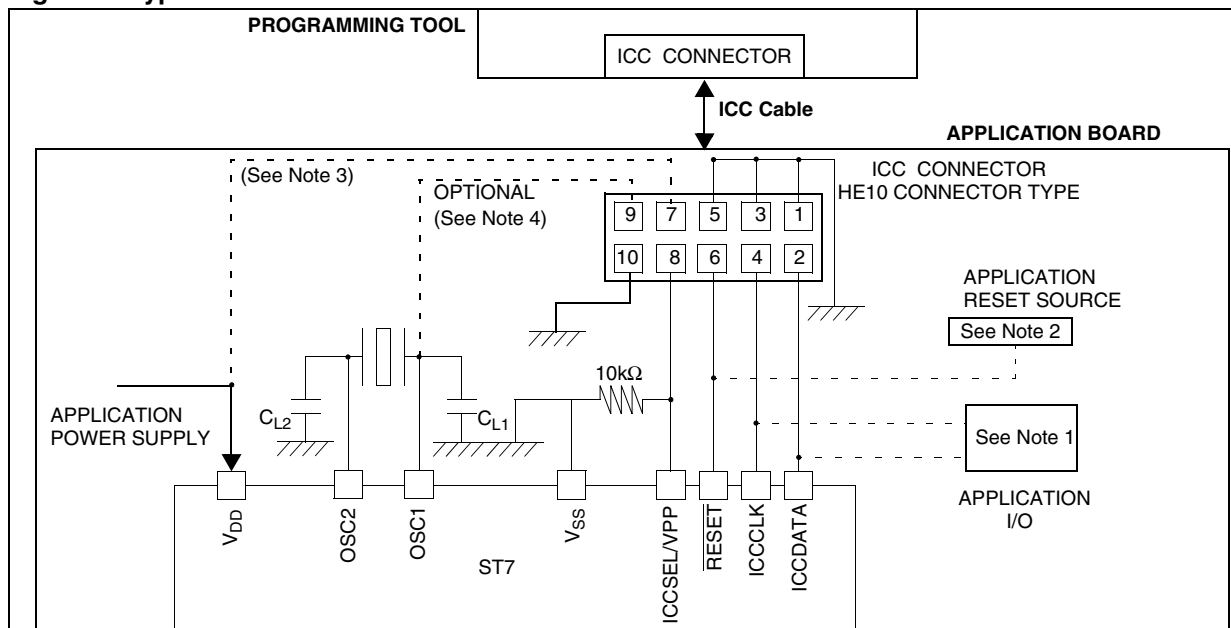 PROGRAMMING TOOL
ICC CONNECTOR
ICC Cable
APPLICATION BOARD
(See Note 3)
OPTIONAL
(See Note 4)
ICC CONNECTOR
HE10 CONNECTOR TYPE
9 7 5 3 1
10 8 6 4 2
APPLICATION
RESET SOURCE
See Note 2
10kΩ
CL2
CL1
APPLICATION
POWER SUPPLY
See Note 1
APPLICATION
I/O
VDD
OSC2
OSC1
VSS
ICCSEL/VPP
RESET
ICCCLK
ICCDATA
ST7